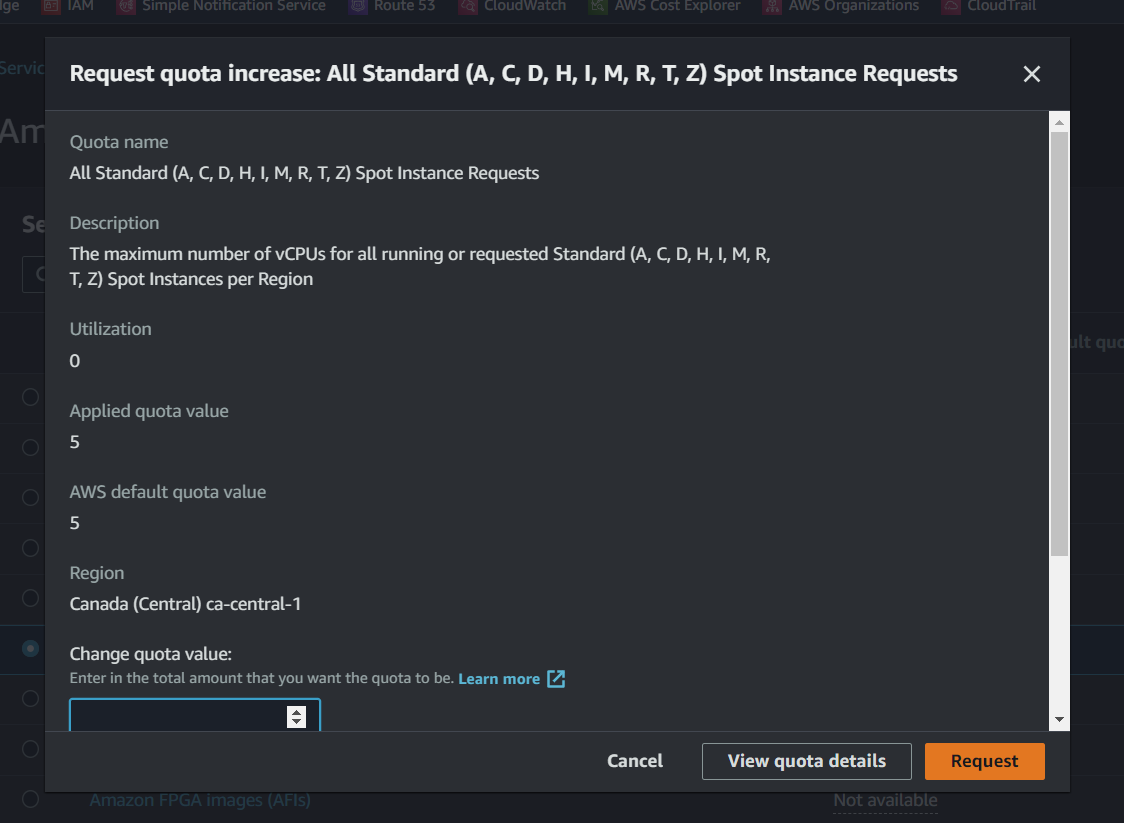 ge IAM Simple Notification Service Route 53 CloudWatch AWS Cost Explorer AWS Organizations CloudTrail
Servic
Am
Se
ult quo
Request quota increase: All Standard (A, C, D, H, I, M, R, T, Z) Spot Instance Requests
Quota name
All Standard (A, C, D, H, I, M, R, T, Z) Spot Instance Requests
Description
The maximum number of vCPUs for all running or requested Standard (A, C, D, H, I, M, R,
T, Z) Spot Instances per Region
Utilization
0
Applied quota value
5
AWS default quota value
5
Region
Canada (Central) ca-central-1
Change quota value:
Enter in the total amount that you want the quota to be. Learn more
Cancel View quota details Request
Amazon FPGA images (AFIs) Not available